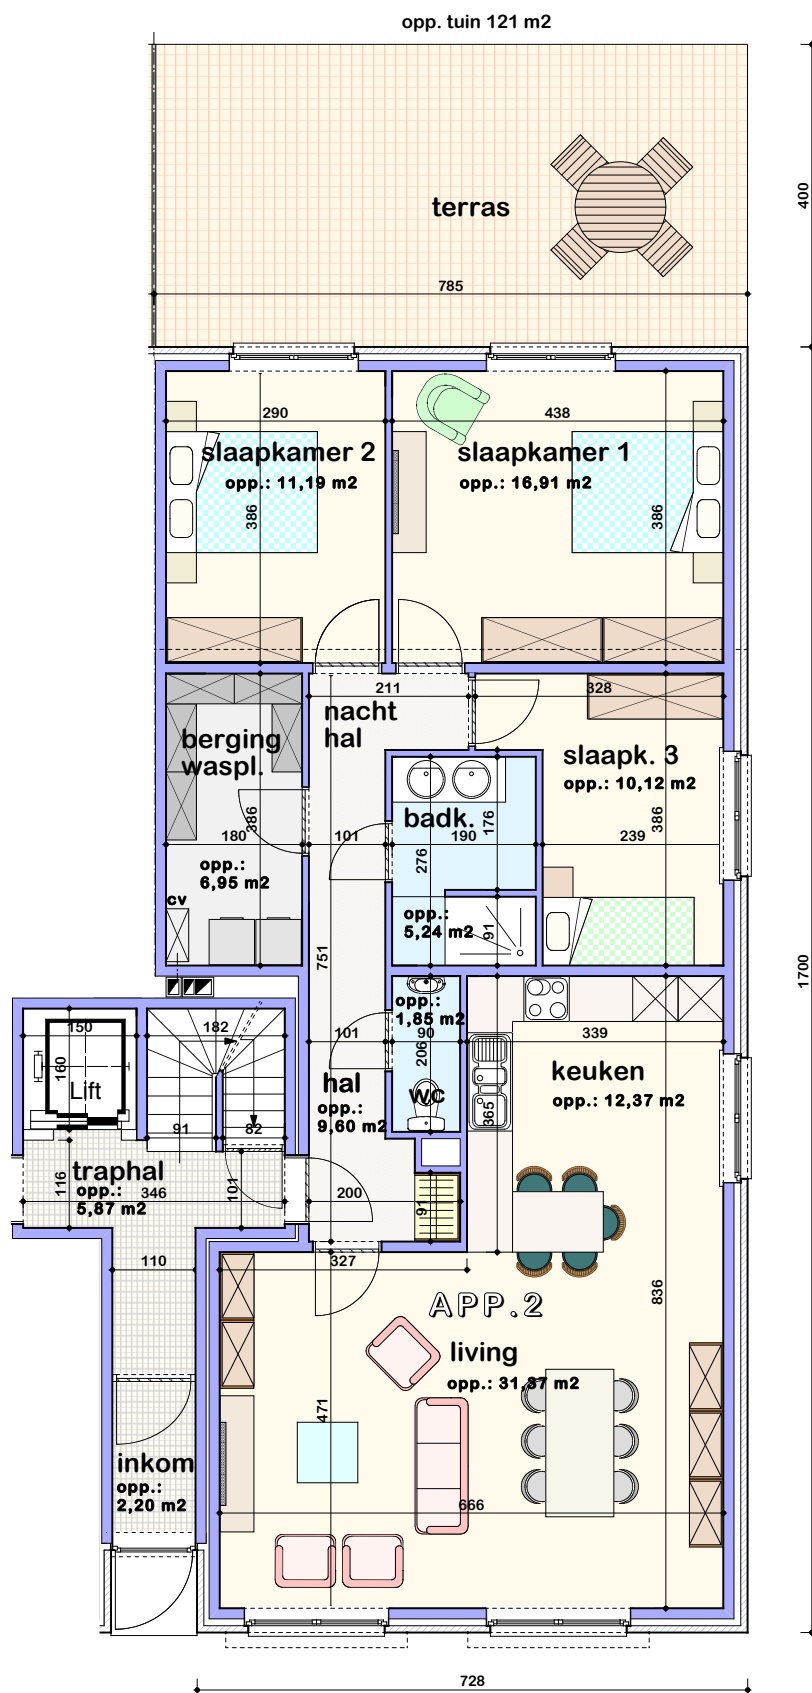 opp. tuin 121 m2
400
terras
785
290
438
slaapkamer 2
slaapkamer 1
opp.: 11,19 m2
opp.: 16,91 m2
386
386
211
328
nacht
hal
berging
waspl.
slaapk. 3
opp.: 10,12 m2
386
badk.
176
386
180
101
190
239
276
opp.:
6,95 m2
cv
opp.:
5,24 m2
91
751
1700
opp.:
1,85 m2
150
182
101
90
339
160
206
Lift
hal
keuken
WC
opp.:
9,60 m2
opp.: 12,37 m2
365
91
82
traphal
opp.:
5,87 m2
116
346
101
200
91
110
327
836
APP.2
living
opp.: 31,87 m2
471
inkom
opp.:
2,20 m2
666
728